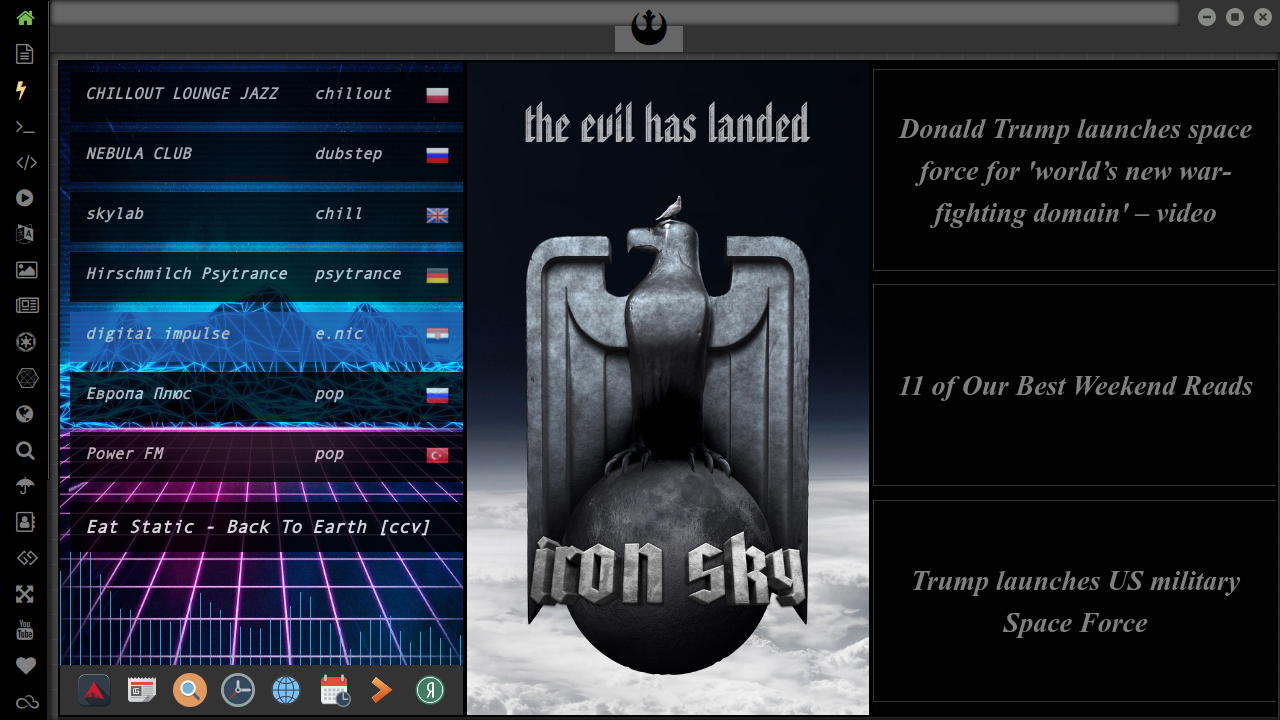 CHILLOUT LOUNGE JAZZ chillout
NEBULA CLUB dubstep
skylab chill
Hirschmilch Psytrance psytrance
digital impulse e.nic
Европа Плюс pop
Power FM pop
Eat Static - Back To Earth [ccv]
the evil has landed
iron sky
Donald Trump launches space
force for 'world’s new war-
fighting domain' – video
11 of Our Best Weekend Reads
Trump launches US military
Space Force
You
Tube
Я